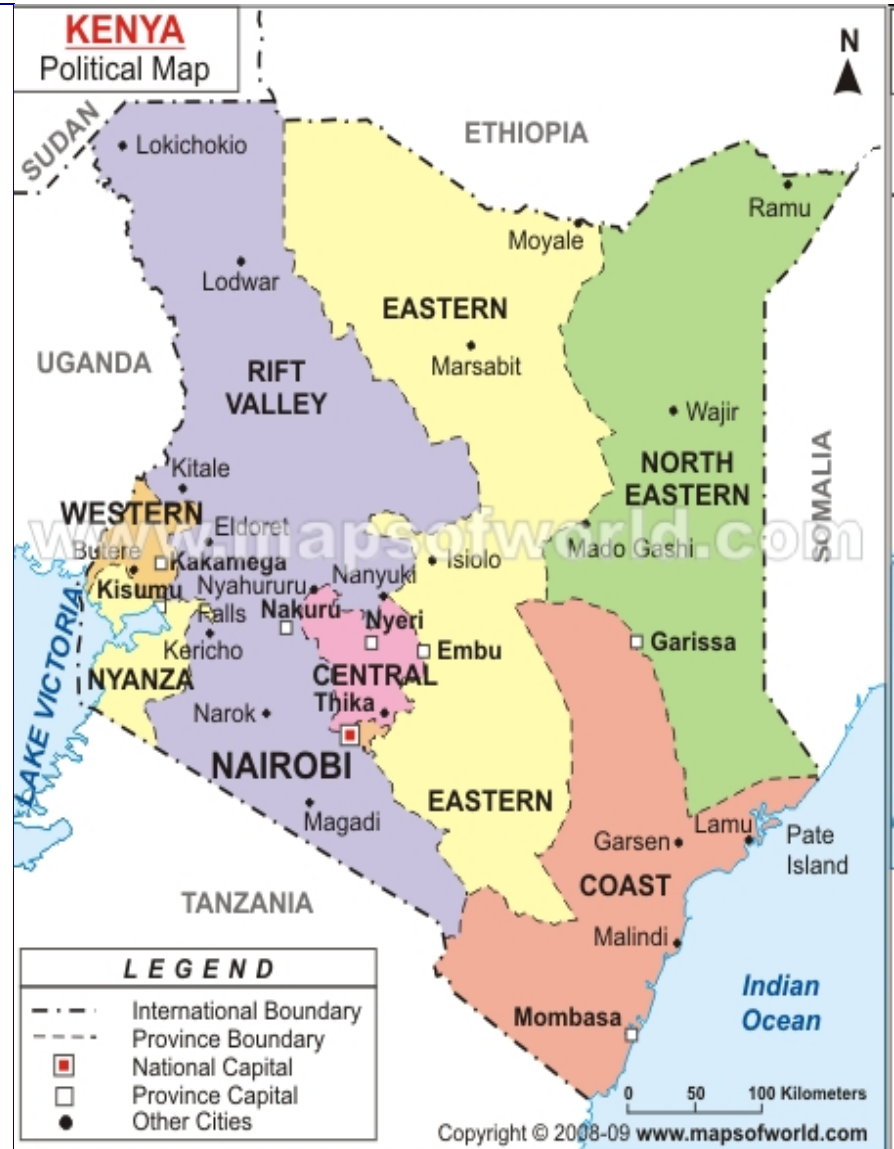 KENYA
Political Map
N
SUDAN
ETHIOPIA
Lokichokio
Ramu
Moyale
Lodwar
EASTERN
UGANDA
Marsabit
RIFT
VALLEY
Wajir
SOMALIA
Kitale
NORTH
EASTERN
WESTERN
www.mapsofworld.com
Eldoret
Butere
Mado Gashi
Kakamega
Isiolo
Kisumu
Nyahururu
Nanyuki
Falls
Nakuru
Nyeri
Kericho
Embu
Garissa
LAKE VICTORIA
NYANZA
CENTRAL
Thika
Narok
NAIROBI
EASTERN
Magadi
Lamu
Pate
Island
Garsen
COAST
TANZANIA
Malindi
Indian
Ocean
Mombasa
LEGEND
International Boundary
Province Boundary
National Capital
Province Capital
Other Cities
0 50 100 Kilometers
Copyright © 2008-09 www.mapsofworld.com